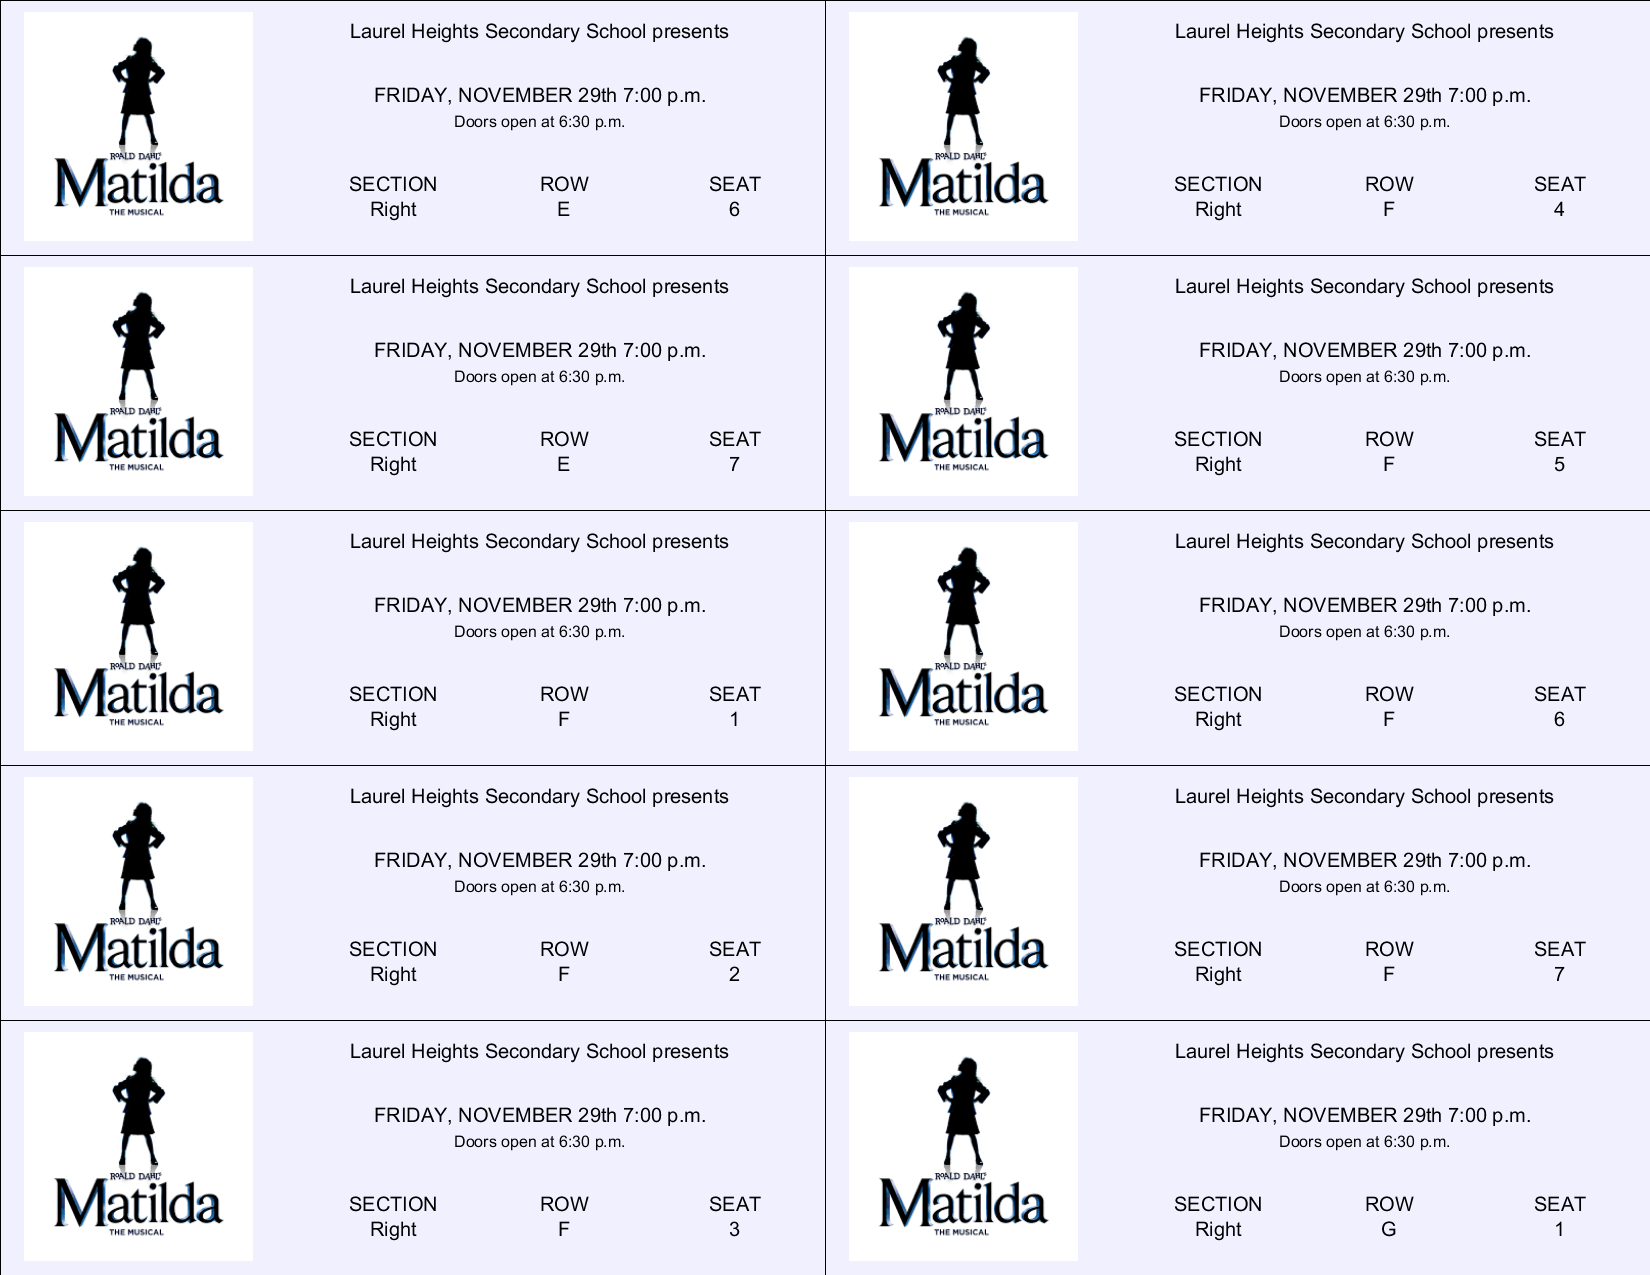 Laurel Heights Secondary School presents
FRIDAY, NOVEMBER 29th 7:00 p.m.
Doors open at 6:30 p.m.
ROALD DAHL'S
Matilda
THE MUSICAL
SECTION ROW SEAT
Right E 6
Laurel Heights Secondary School presents
FRIDAY, NOVEMBER 29th 7:00 p.m.
Doors open at 6:30 p.m.
ROALD DAHL'S
Matilda
THE MUSICAL
SECTION ROW SEAT
Right F 4
Laurel Heights Secondary School presents
FRIDAY, NOVEMBER 29th 7:00 p.m.
Doors open at 6:30 p.m.
ROALD DAHL'S
Matilda
THE MUSICAL
SECTION ROW SEAT
Right E 7
Laurel Heights Secondary School presents
FRIDAY, NOVEMBER 29th 7:00 p.m.
Doors open at 6:30 p.m.
ROALD DAHL'S
Matilda
THE MUSICAL
SECTION ROW SEAT
Right F 5
Laurel Heights Secondary School presents
FRIDAY, NOVEMBER 29th 7:00 p.m.
Doors open at 6:30 p.m.
ROALD DAHL'S
Matilda
THE MUSICAL
SECTION ROW SEAT
Right F 1
Laurel Heights Secondary School presents
FRIDAY, NOVEMBER 29th 7:00 p.m.
Doors open at 6:30 p.m.
ROALD DAHL'S
Matilda
THE MUSICAL
SECTION ROW SEAT
Right F 6
Laurel Heights Secondary School presents
FRIDAY, NOVEMBER 29th 7:00 p.m.
Doors open at 6:30 p.m.
ROALD DAHL'S
Matilda
THE MUSICAL
SECTION ROW SEAT
Right F 2
Laurel Heights Secondary School presents
FRIDAY, NOVEMBER 29th 7:00 p.m.
Doors open at 6:30 p.m.
ROALD DAHL'S
Matilda
THE MUSICAL
SECTION ROW SEAT
Right F 7
Laurel Heights Secondary School presents
FRIDAY, NOVEMBER 29th 7:00 p.m.
Doors open at 6:30 p.m.
ROALD DAHL'S
Matilda
THE MUSICAL
SECTION ROW SEAT
Right F 3
Laurel Heights Secondary School presents
FRIDAY, NOVEMBER 29th 7:00 p.m.
Doors open at 6:30 p.m.
ROALD DAHL'S
Matilda
THE MUSICAL
SECTION ROW SEAT
Right G 1